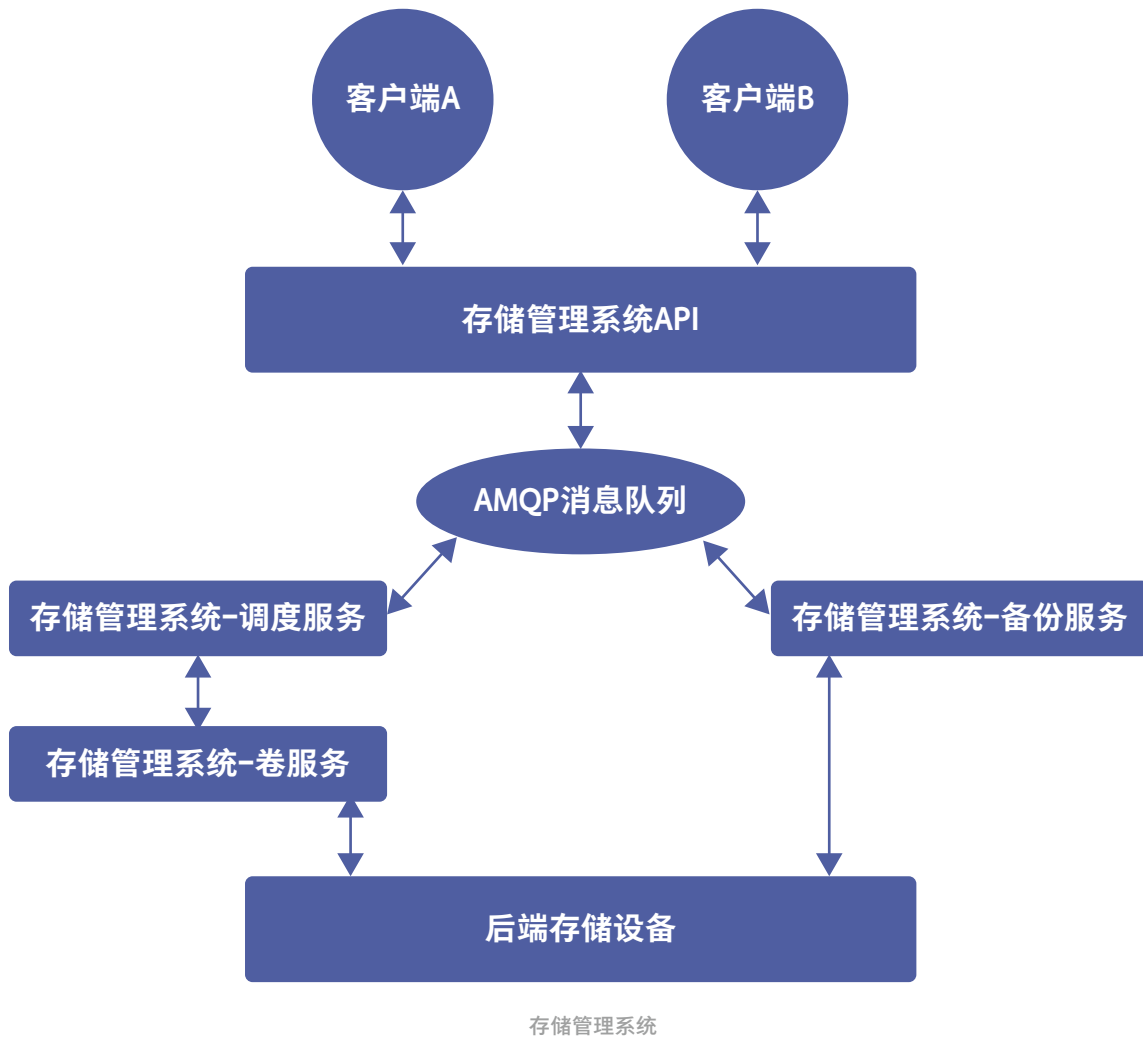 客户端A
客户端B
存储管理系统API
AMQP消息队列
存储管理系统-调度服务
存储管理系统-备份服务
存储管理系统-卷服务
后端存储设备
存储管理系统